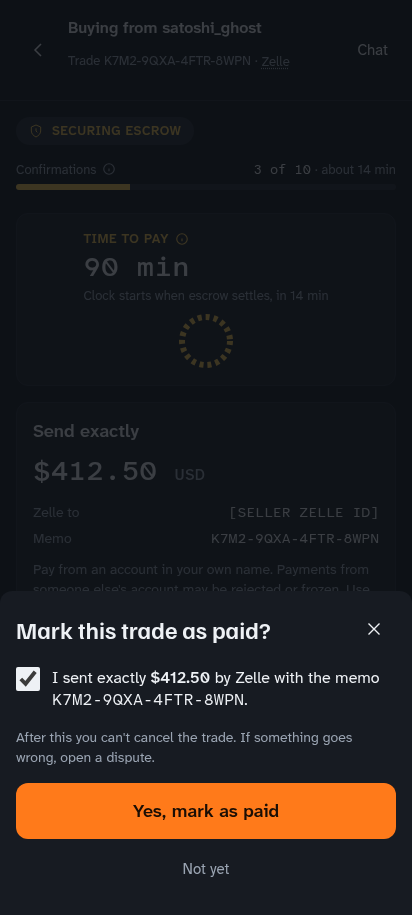 Buying from satoshi_ghost
Trade K7M2-9QXA-4FTR-8WPN · Zelle
Chat
SECURING ESCROW
Confirmations
3 of 10 · about 14 min
TIME TO PAY
90 min
Clock starts when escrow settles, in 14 min
Send exactly
$412.50 USD
Zelle to
[SELLER ZELLE ID]
Memo
K7M2-9QXA-4FTR-8WPN
Pay from an account in your own name. Payments from
someone else's account may be rejected or frozen. Use
Mark this trade as paid?
I sent exactly $412.50 by Zelle with the memo
K7M2-9QXA-4FTR-8WPN.
After this you can't cancel the trade. If something goes
wrong, open a dispute.
Yes, mark as paid
Not yet